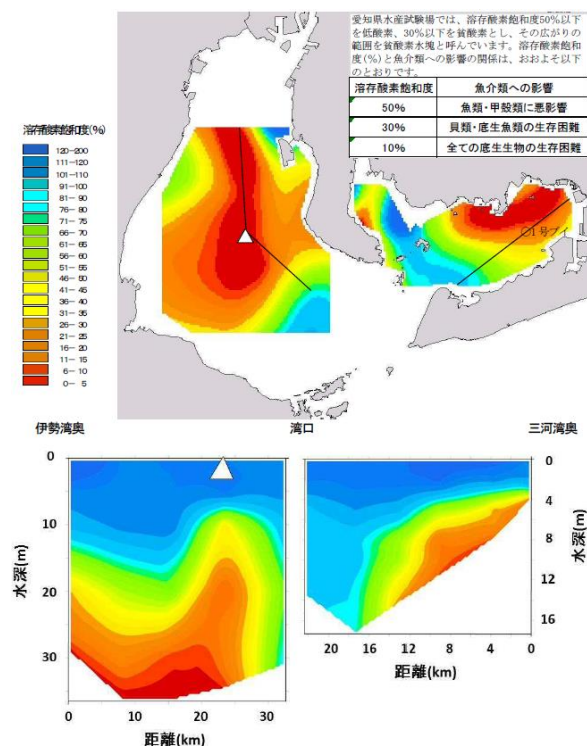 愛知県水産試験場では、溶存酸素飽和度50%以下
を低酸素、30%以下を貧酸素とし、その広がりの
範囲を貧酸素水塊と呼んでいます。溶存酸素飽和
度(%)と魚介類への影響の関係は、おおよそ以下
のとおりです。
溶存酸素飽和度 魚介類への影響
50% 魚類・甲殻類に悪影響
30% 貝類・底生魚類の生存困難
10% 全ての底生生物の生存困難
溶存酸素飽和度(%)
120-200
111-120
101-110
91-100
81-90
76-80
71-75
66-70
61-65
56-60
51-55
46-50
41-45
36-40
31-35
26-30
21-25
16-20
11-15
6-10
0-5
1号ブイ
伊勢湾奥 湾口 三河湾奥
0
10
20
30
水深(m)
0 10 20 30
距離(km)
0
4
8
12
16
水深(m)
20 16 12 8 4 0
距離(km)